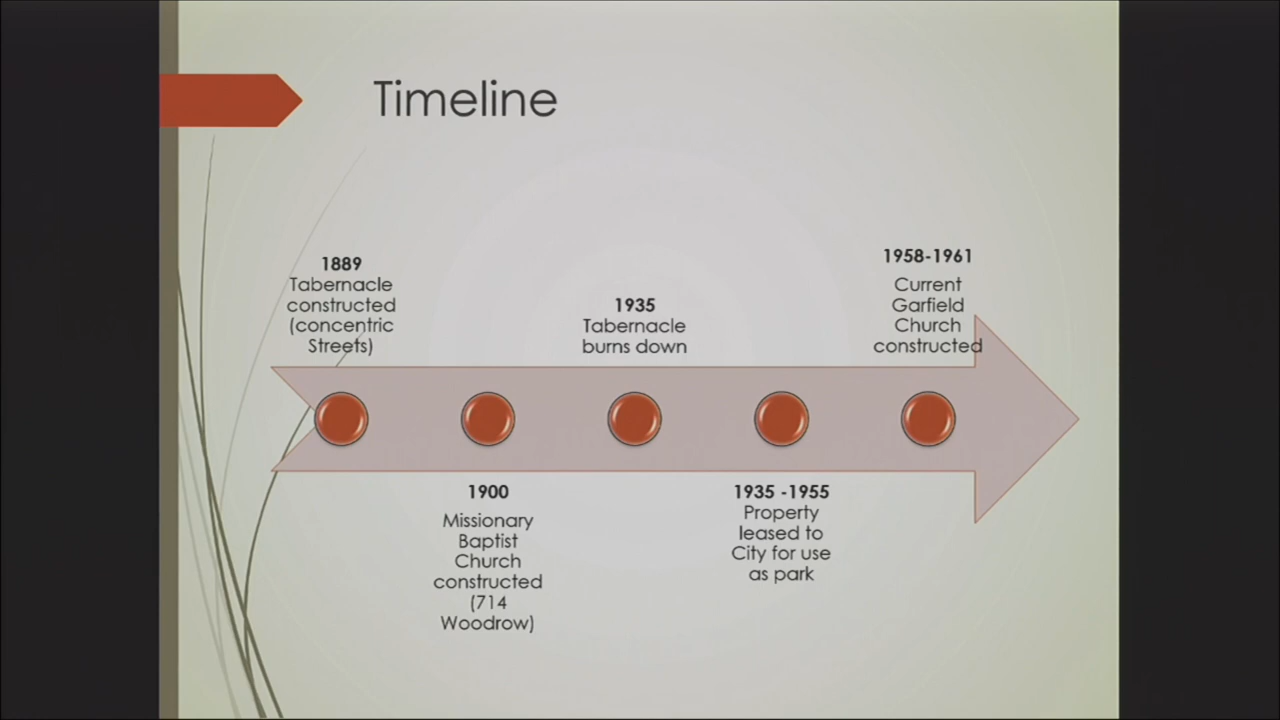 Timeline
1889
Tabernacle
constructed
(concentric
Streets)
1900
Missionary
Baptist
Church
constructed
(714
Woodrow)
1935
Tabernacle
burns down
1935 -1955
Property
leased to
City for use
as park
1958-1961
Current
Garfield
Church
constructed